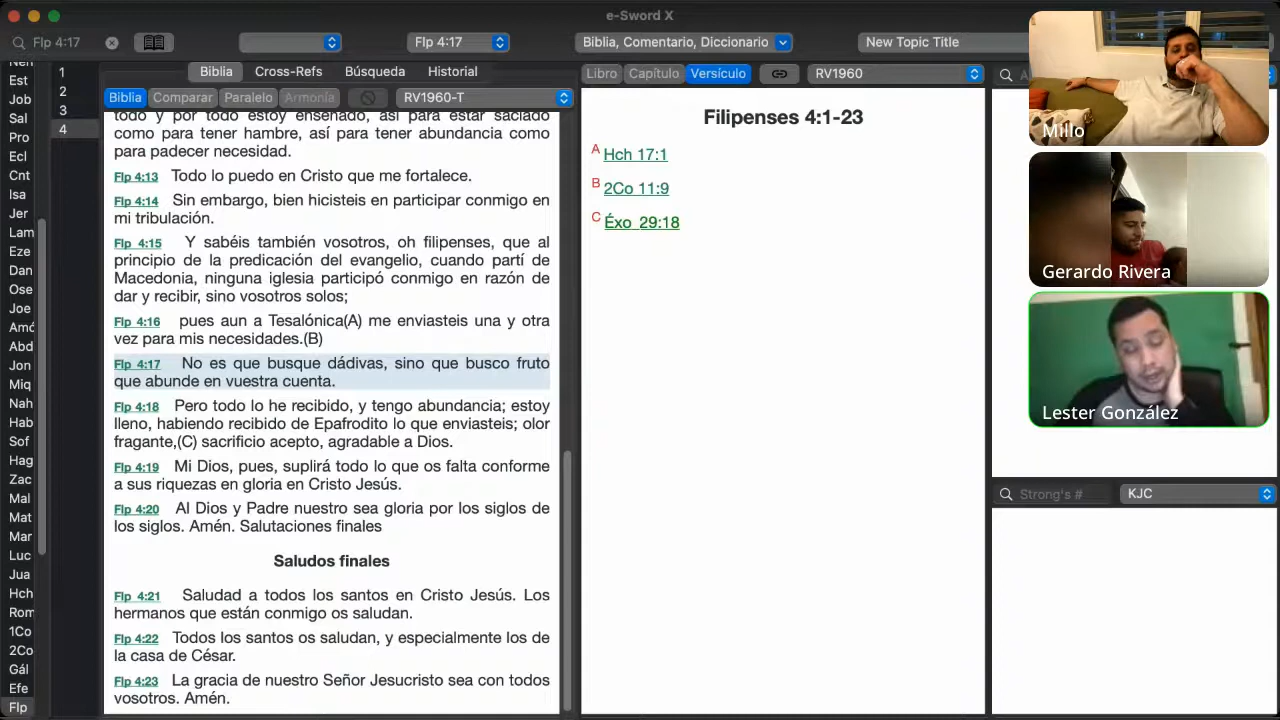 e-Sword X
Flp 4:17
Flp 4:17
Biblia, Comentario, Diccionario
New Topic Title
Est
Job
Sal
Pro
Ecl
Cnt
Isa
Jer
Lam
Eze
Dan
Ose
Joe
Amó
Abd
Jon
Miq
Nah
Hab
Sof
Hag
Zac
Mal
Mat
Mar
Luc
Jua
Hch
Rom
1Co
2Co
Gál
Efe
Flp
1
2
3
4
Biblia Cross-Refs Búsqueda Historial
Biblia Comparar Paralelo Armonía RV1960-T
todo y por todo estoy enseñado, así para estar saciado
como para tener hambre, así para tener abundancia como
para padecer necesidad.
Flp 4:13 Todo lo puedo en Cristo que me fortalece.
Flp 4:14 Sin embargo, bien hicisteis en participar conmigo en
mi tribulación.
Flp 4:15 Y sabéis también vosotros, oh filipenses, que al
principio de la predicación del evangelio, cuando partí de
Macedonia, ninguna iglesia participó conmigo en razón de
dar y recibir, sino vosotros solos;
Flp 4:16 pues aun a Tesalónica(A) me enviasteis una y otra
vez para mis necesidades.(B)
Flp 4:17 No es que busque dádivas, sino que busco fruto
que abunde en vuestra cuenta.
Flp 4:18 Pero todo lo he recibido, y tengo abundancia; estoy
lleno, habiendo recibido de Epafrodito lo que enviasteis; olor
fragante,(C) sacrificio acepto, agradable a Dios.
Flp 4:19 Mi Dios, pues, suplirá todo lo que os falta conforme
a sus riquezas en gloria en Cristo Jesús.
Flp 4:20 Al Dios y Padre nuestro sea gloria por los siglos de
los siglos. Amén. Salutaciones finales
Saludos finales
Flp 4:21 Saludad a todos los santos en Cristo Jesús. Los
hermanos que están conmigo os saludan.
Flp 4:22 Todos los santos os saludan, y especialmente los de
la casa de César.
Flp 4:23 La gracia de nuestro Señor Jesucristo sea con todos
vosotros. Amén.
Libro Capítulo Versículo RV1960
Filipenses 4:1-23
A Hch 17:1
B 2Co 11:9
C Éxo 29:18
Millo
Gerardo Rivera
Lester González
Strong's # KJC